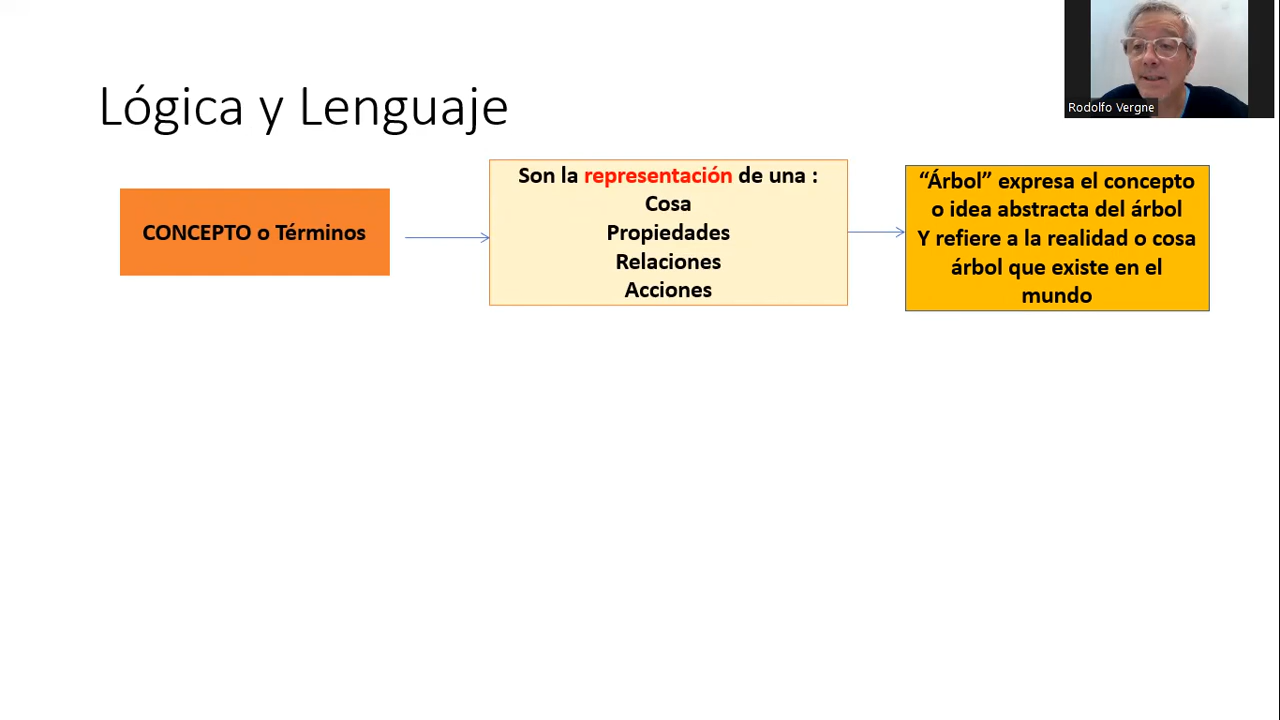 Rodolfo Vergne
Lógica y Lenguaje
CONCEPTO o Términos
Son la representación de una :
Cosa
Propiedades
Relaciones
Acciones
“Árbol” expresa el concepto
o idea abstracta del árbol
Y refiere a la realidad o cosa
árbol que existe en el
mundo